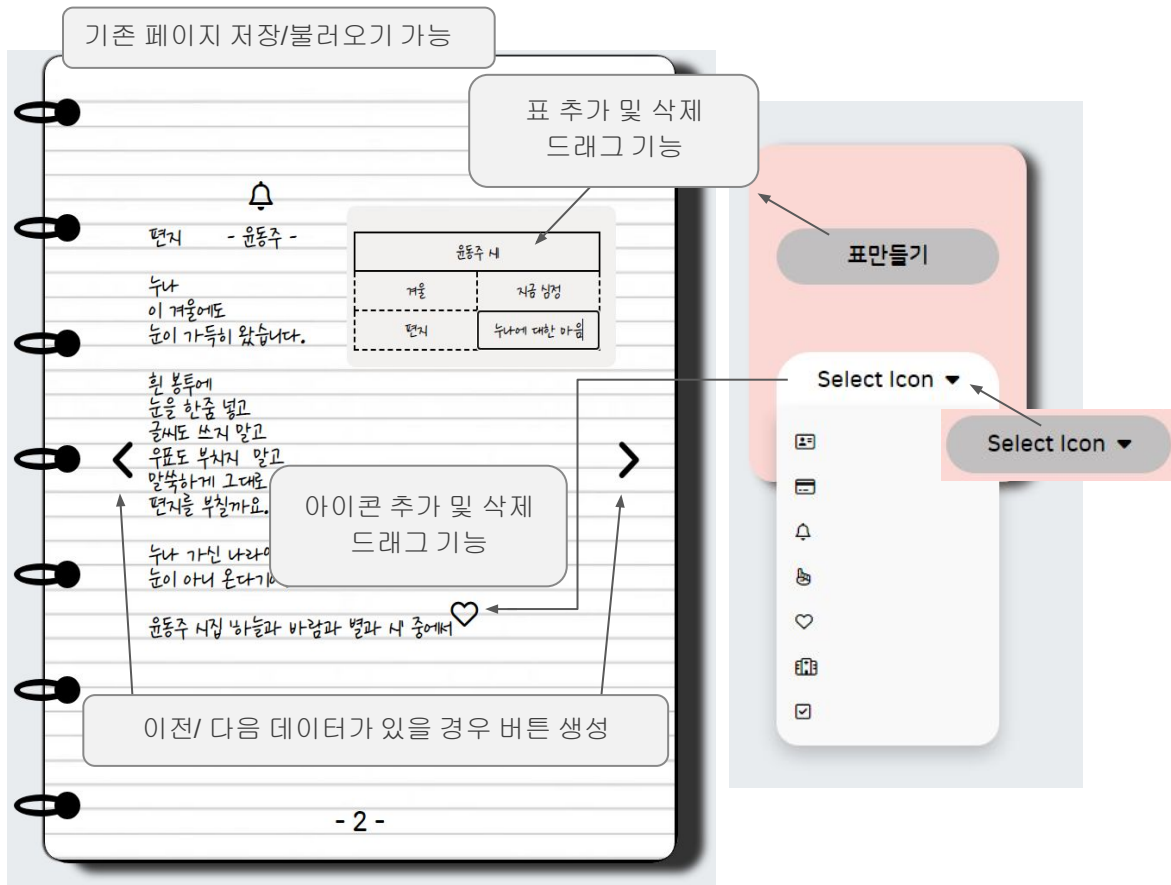 기존 페이지 저장/불러오기 가능
표 추가 및 삭제
드래그 기능
편지 - 윤동주 -
누나
이 겨울에도
눈이 가득히 왔습니다.
흰 봉투에
눈을 한줌 넣고
글씨도 쓰지 말고
우표도 부치지 말고
말쑥하게 그대로
편지를 부칠까요.
누나 가신 나라에
눈이 아니 온다기에
윤동주 시집 '하늘과 바람과 별과 시' 중에서
윤동주 시
겨울 지금 심정
편지 누나에 대한 마음
아이콘 추가 및 삭제
드래그 기능
이전/ 다음 데이터가 있을 경우 버튼 생성
- 2 -
표만들기
Select Icon
Select Icon